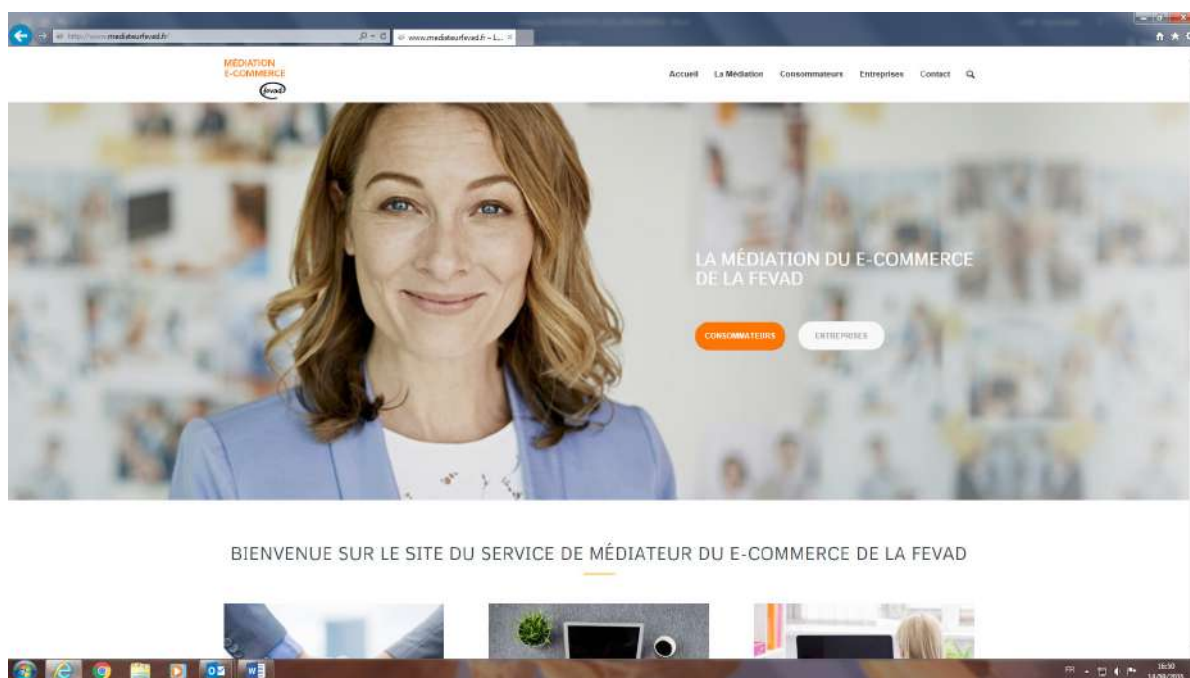 http://www.mediateurfevad.fr/
www.mediateurfevad.fr – L...
MÉDIATION
E-COMMERCE
fevad
Accueil La Médiation Consommateurs Entreprises Contact
LA MÉDIATION DU E-COMMERCE
DE LA FEVAD
CONSOMMATEURS ENTREPRISES
BIENVENUE SUR LE SITE DU SERVICE DE MÉDIATEUR DU E-COMMERCE DE LA FEVAD
FR
16:50